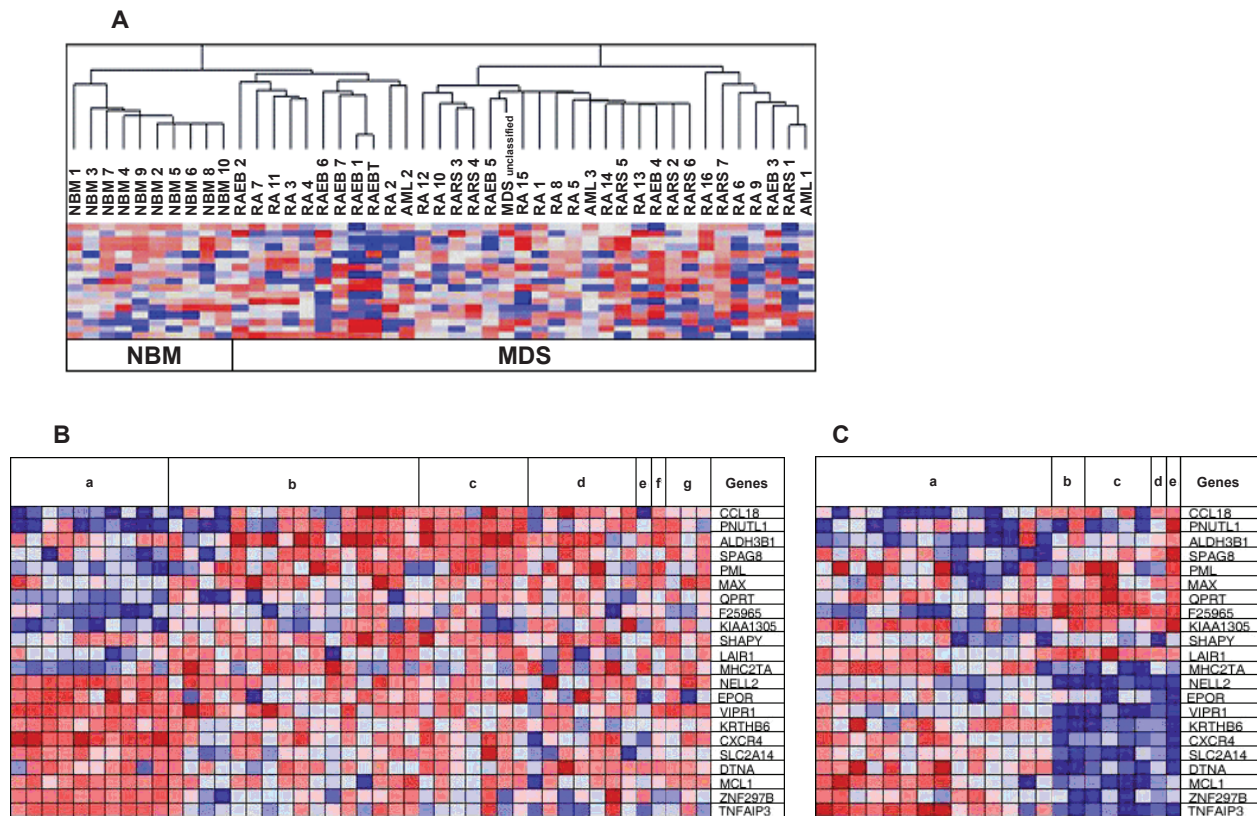 A
NBM 1
NBM 3
NBM 7
NBM 4
NBM 9
NBM 2
NBM 5
NBM 6
NBM 8
NBM 10
RAEB 2
RA 7
RA 11
RA 3
RA 4
RAEB 6
RAEB 7
RAEB 1
RAEBT
RA 2
AML 2
RA 12
RA 10
RARS 3
RARS 4
RAEB 5
MDS unclassified
RA 15
RA 1
RA 8
RA 5
AML 3
RA 14
RARS 5
RA 13
RAEB 4
RARS 2
RARS 6
RA 16
RARS 7
RA 6
RA 9
RAEB 3
RARS 1
AML 1
NBM MDS
B
a b c d e f g Genes
CCL18
PNUTL1
ALDH3B1
SPAG8
PML
MAX
QPRT
F25965
KIAA1305
SHAPY
LAIR1
MHC2TA
NELL2
EPOR
VIPR1
KRTHB6
CXCR4
SLC2A14
DTNA
MCL1
ZNF297B
TNFAIP3
C
a b c d e Genes
CCL18
PNUTL1
ALDH3B1
SPAG8
PML
MAX
QPRT
F25965
KIAA1305
SHAPY
LAIR1
MHC2TA
NELL2
EPOR
VIPR1
KRTHB6
CXCR4
SLC2A14
DTNA
MCL1
ZNF297B
TNFAIP3